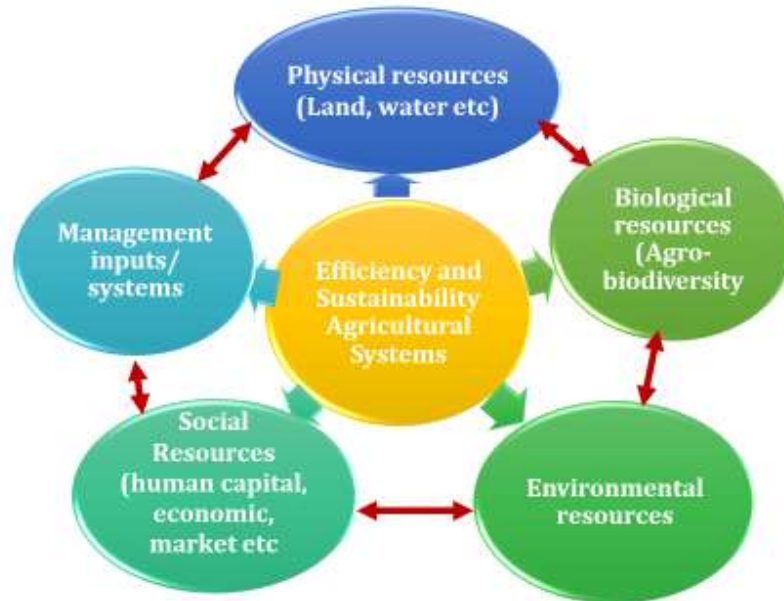 Physical resources
(Land, water etc)
Biological
resources
(Agro-
biodiversity
Management
inputs/
systems
Efficiency and
Sustainability
Agricultural
Systems
Social
Resources
(human capital,
economic,
market etc
Environmental
resources